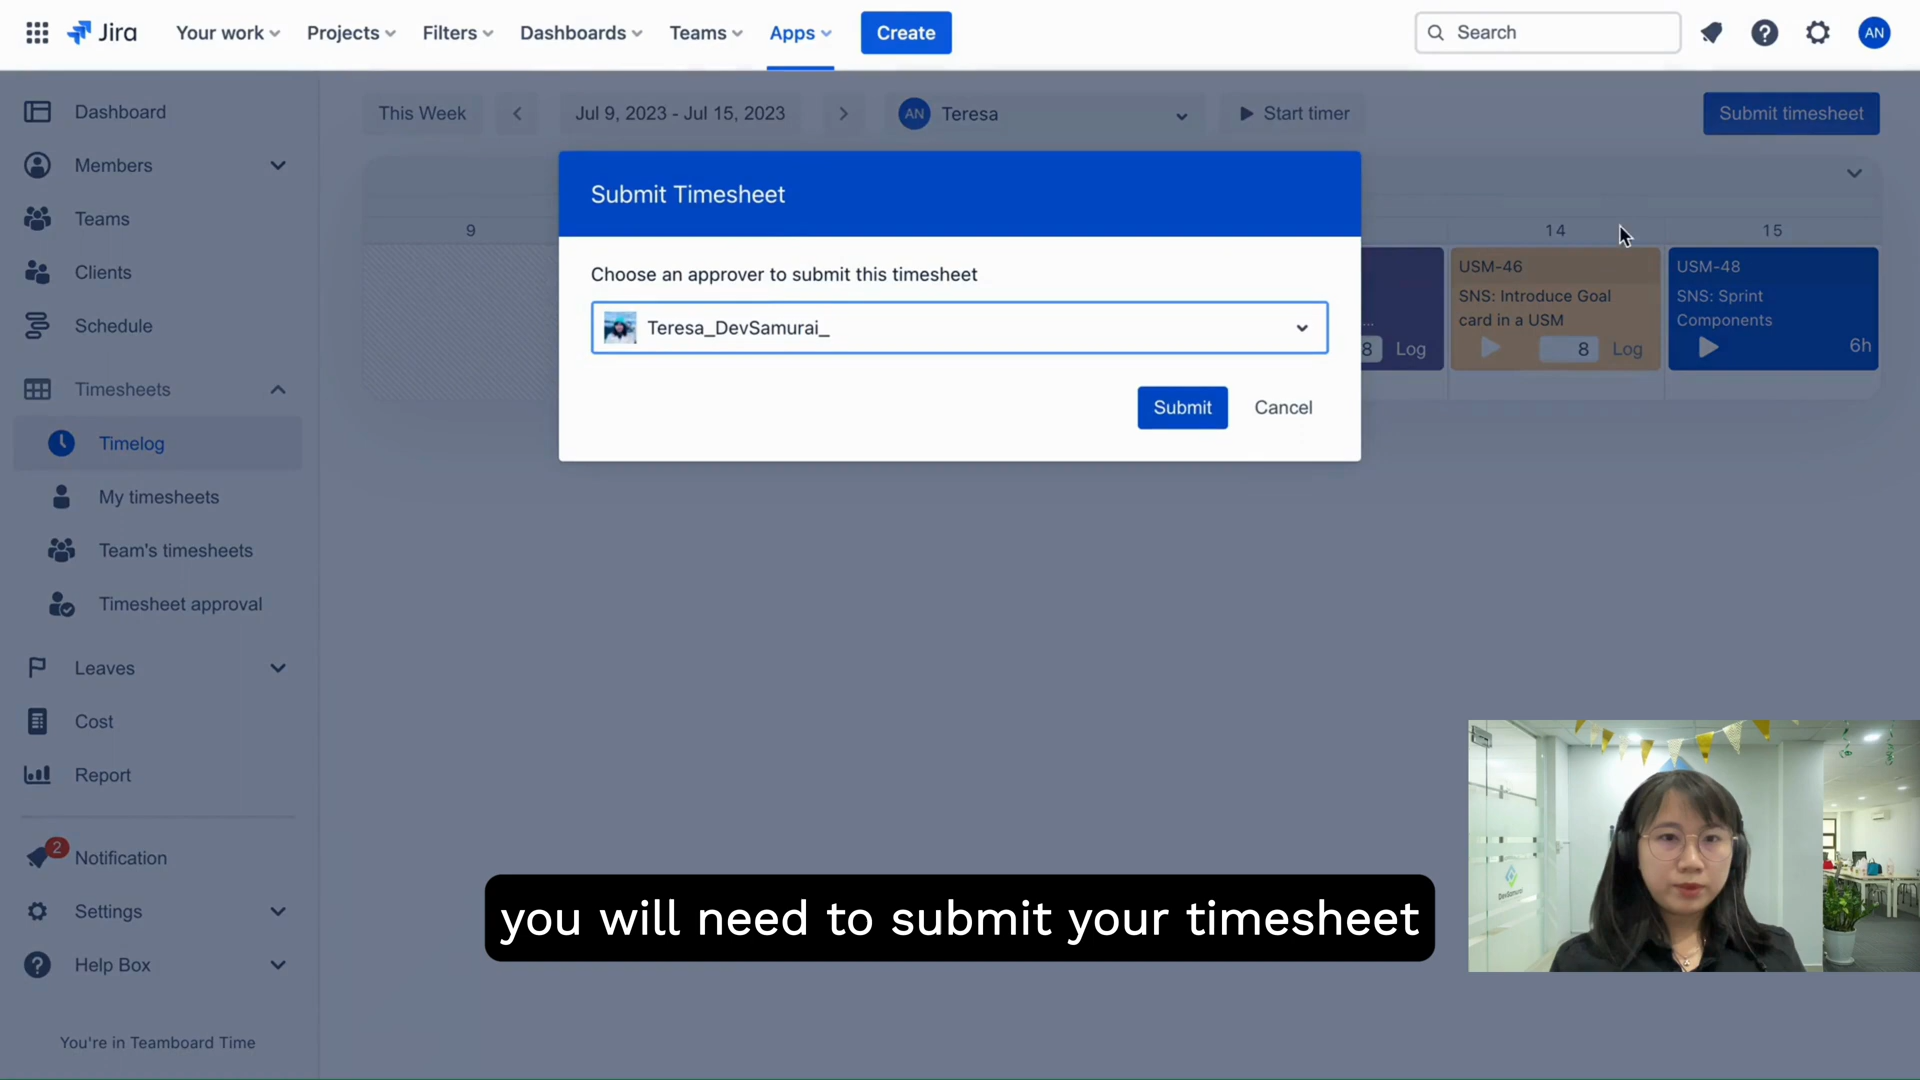 Jira
Your work
Projects
Filters
Dashboards
Teams
Apps
Create
Search
AN
Dashboard
Members
Teams
Clients
Schedule
Timesheets
Timelog
My timesheets
Team's timesheets
Timesheet approval
Leaves
Cost
Report
2
Notification
Settings
Help Box
You're in Teamboard Time
This Week
Jul 9, 2023 - Jul 15, 2023
AN Teresa
Start timer
Submit timesheet
9
14
15
Submit Timesheet
Choose an approver to submit this timesheet
Teresa_DevSamurai_
Submit
Cancel
...
8 Log
USM-46
SNS: Introduce Goal
card in a USM
8 Log
USM-48
SNS: Sprint
Components
6h
DevSamurai
you will need to submit your timesheet